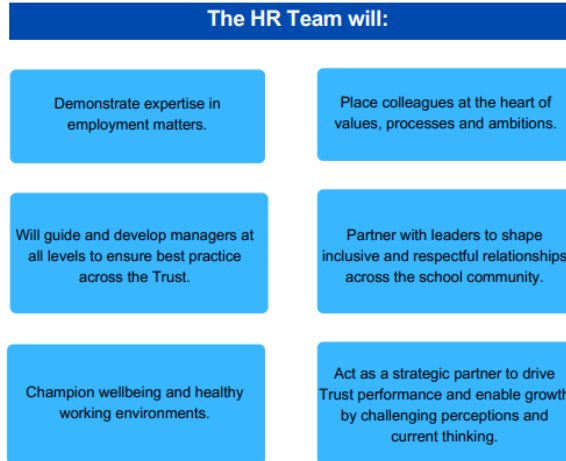 The HR Team will:
Demonstrate expertise in
employment matters.
Place colleagues at the heart of
values, processes and ambitions.
Will guide and develop managers at
all levels to ensure best practice
across the Trust.
Partner with leaders to shape
inclusive and respectful relationships
across the school community.
Champion wellbeing and healthy
working environments.
Act as a strategic partner to drive
Trust performance and enable growth
by challenging perceptions and
current thinking.